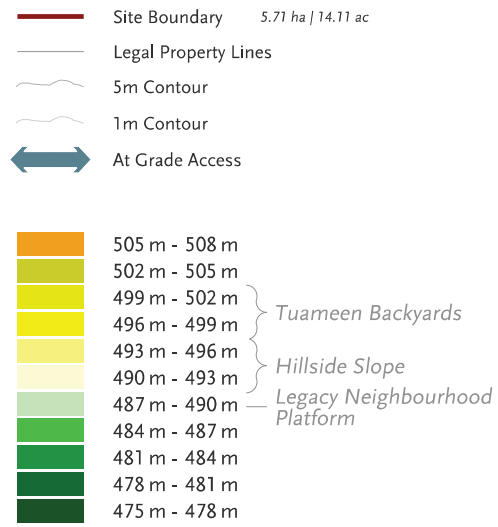 Site Boundary 5.71 ha | 14.11 ac
Legal Property Lines
5m Contour
1m Contour
At Grade Access
505 m - 508 m
502 m - 505 m
499 m - 502 m
Tuameen Backyards
496 m - 499 m
493 m - 496 m
Hillside Slope
490 m - 493 m
487 m - 490 m
Legacy Neighbourhood
Platform
484 m - 487 m
481 m - 484 m
478 m - 481 m
475 m - 478 m